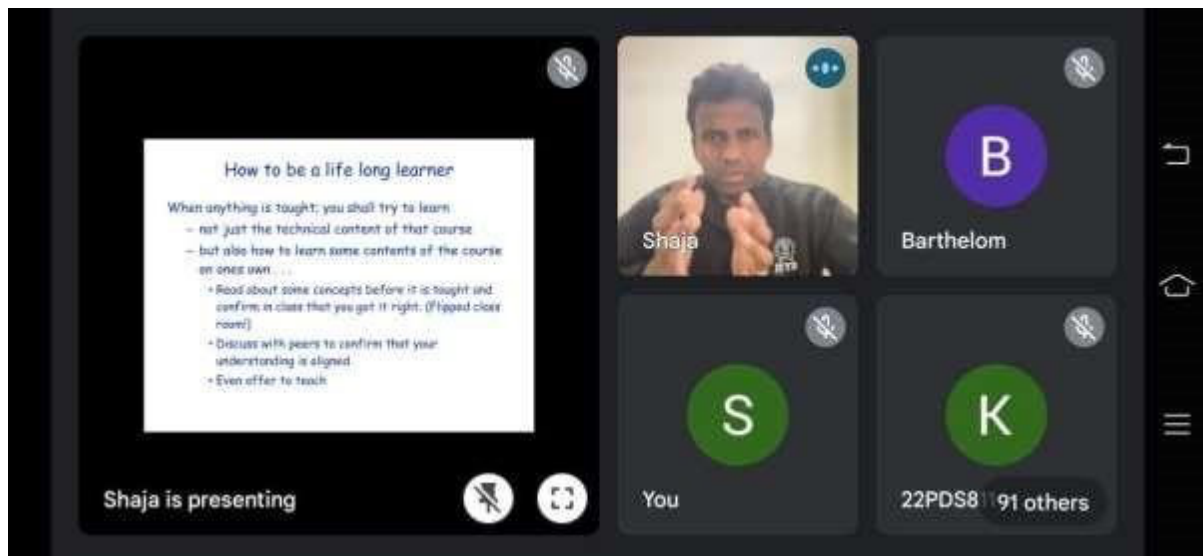 How to be a life long learner
When anything is taught; you shall try to learn
– not just the technical content of that course
– but also how to learn some contents of the course
on ones own . . .
• Read about some concepts before it is taught and
confirm in class that you got it right. (Flipped class
room!)
• Discuss with peers to confirm that your
understanding is aligned
• Even offer to teach
Shaja is presenting
Shaja
B
Barthelom
S
You
K
22PDS811
91 others